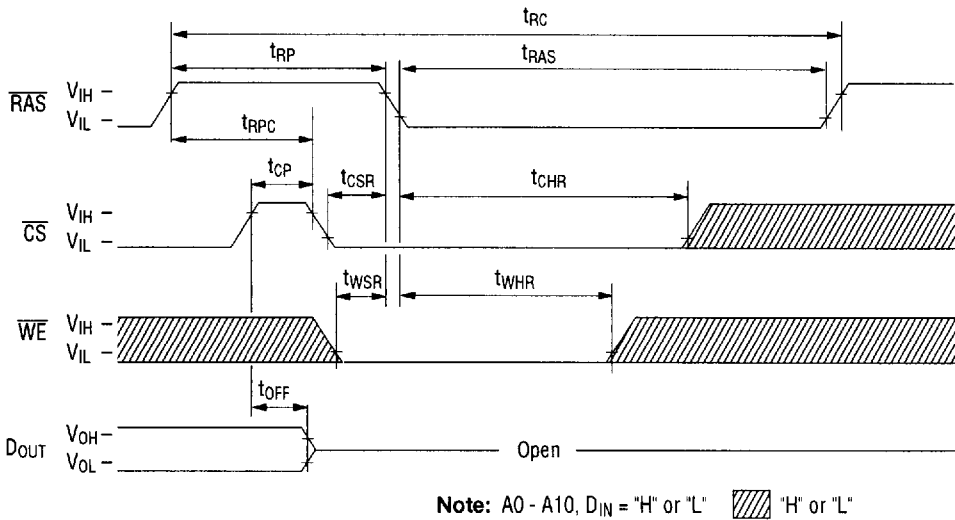 tRC
tRP
tRAS
RAS
VIH
VIL
tRPC
tCP
tCSR
tCHR
CS
VIH
VIL
tWSR
tWHR
WE
VIH
VIL
tOFF
DOUT
VOH
VOL
Open
Note: A0 - A10, DIN = "H" or "L"
"H" or "L"